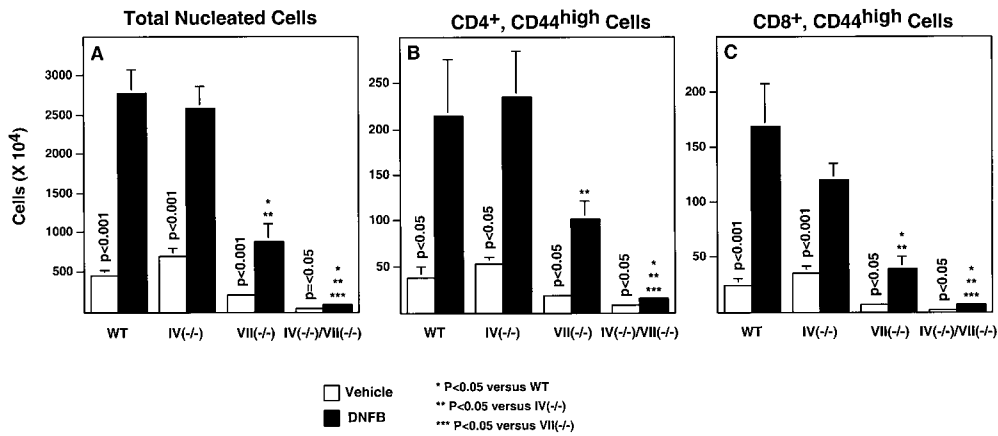 Total Nucleated Cells
CD4+, CD44high Cells
CD8+, CD44high Cells
Cells (X 10⁴)
A
3000
2500
2000
1500
1000
500
p<0.001
p<0.001
p<0.001
p=<0.05
*
**
*
**
***
WT
IV(-/-)
VII(-/-)
IV(-/-)/VII(-/-)
B
250
200
150
100
50
p<0.05
p<0.05
p<0.05
p<0.05
**
*
**
***
WT
IV(-/-)
VII(-/-)
IV(-/-)/VII(-/-)
C
200
150
100
50
p<0.001
p<0.001
p<0.05
p<0.05
*
**
*
**
***
WT
IV(-/-)
VII(-/-)
IV(-/-)/VII(-/-)
Vehicle
DNFB
* P<0.05 versus WT
** P<0.05 versus IV(-/-)
*** P<0.05 versus VII(-/-)